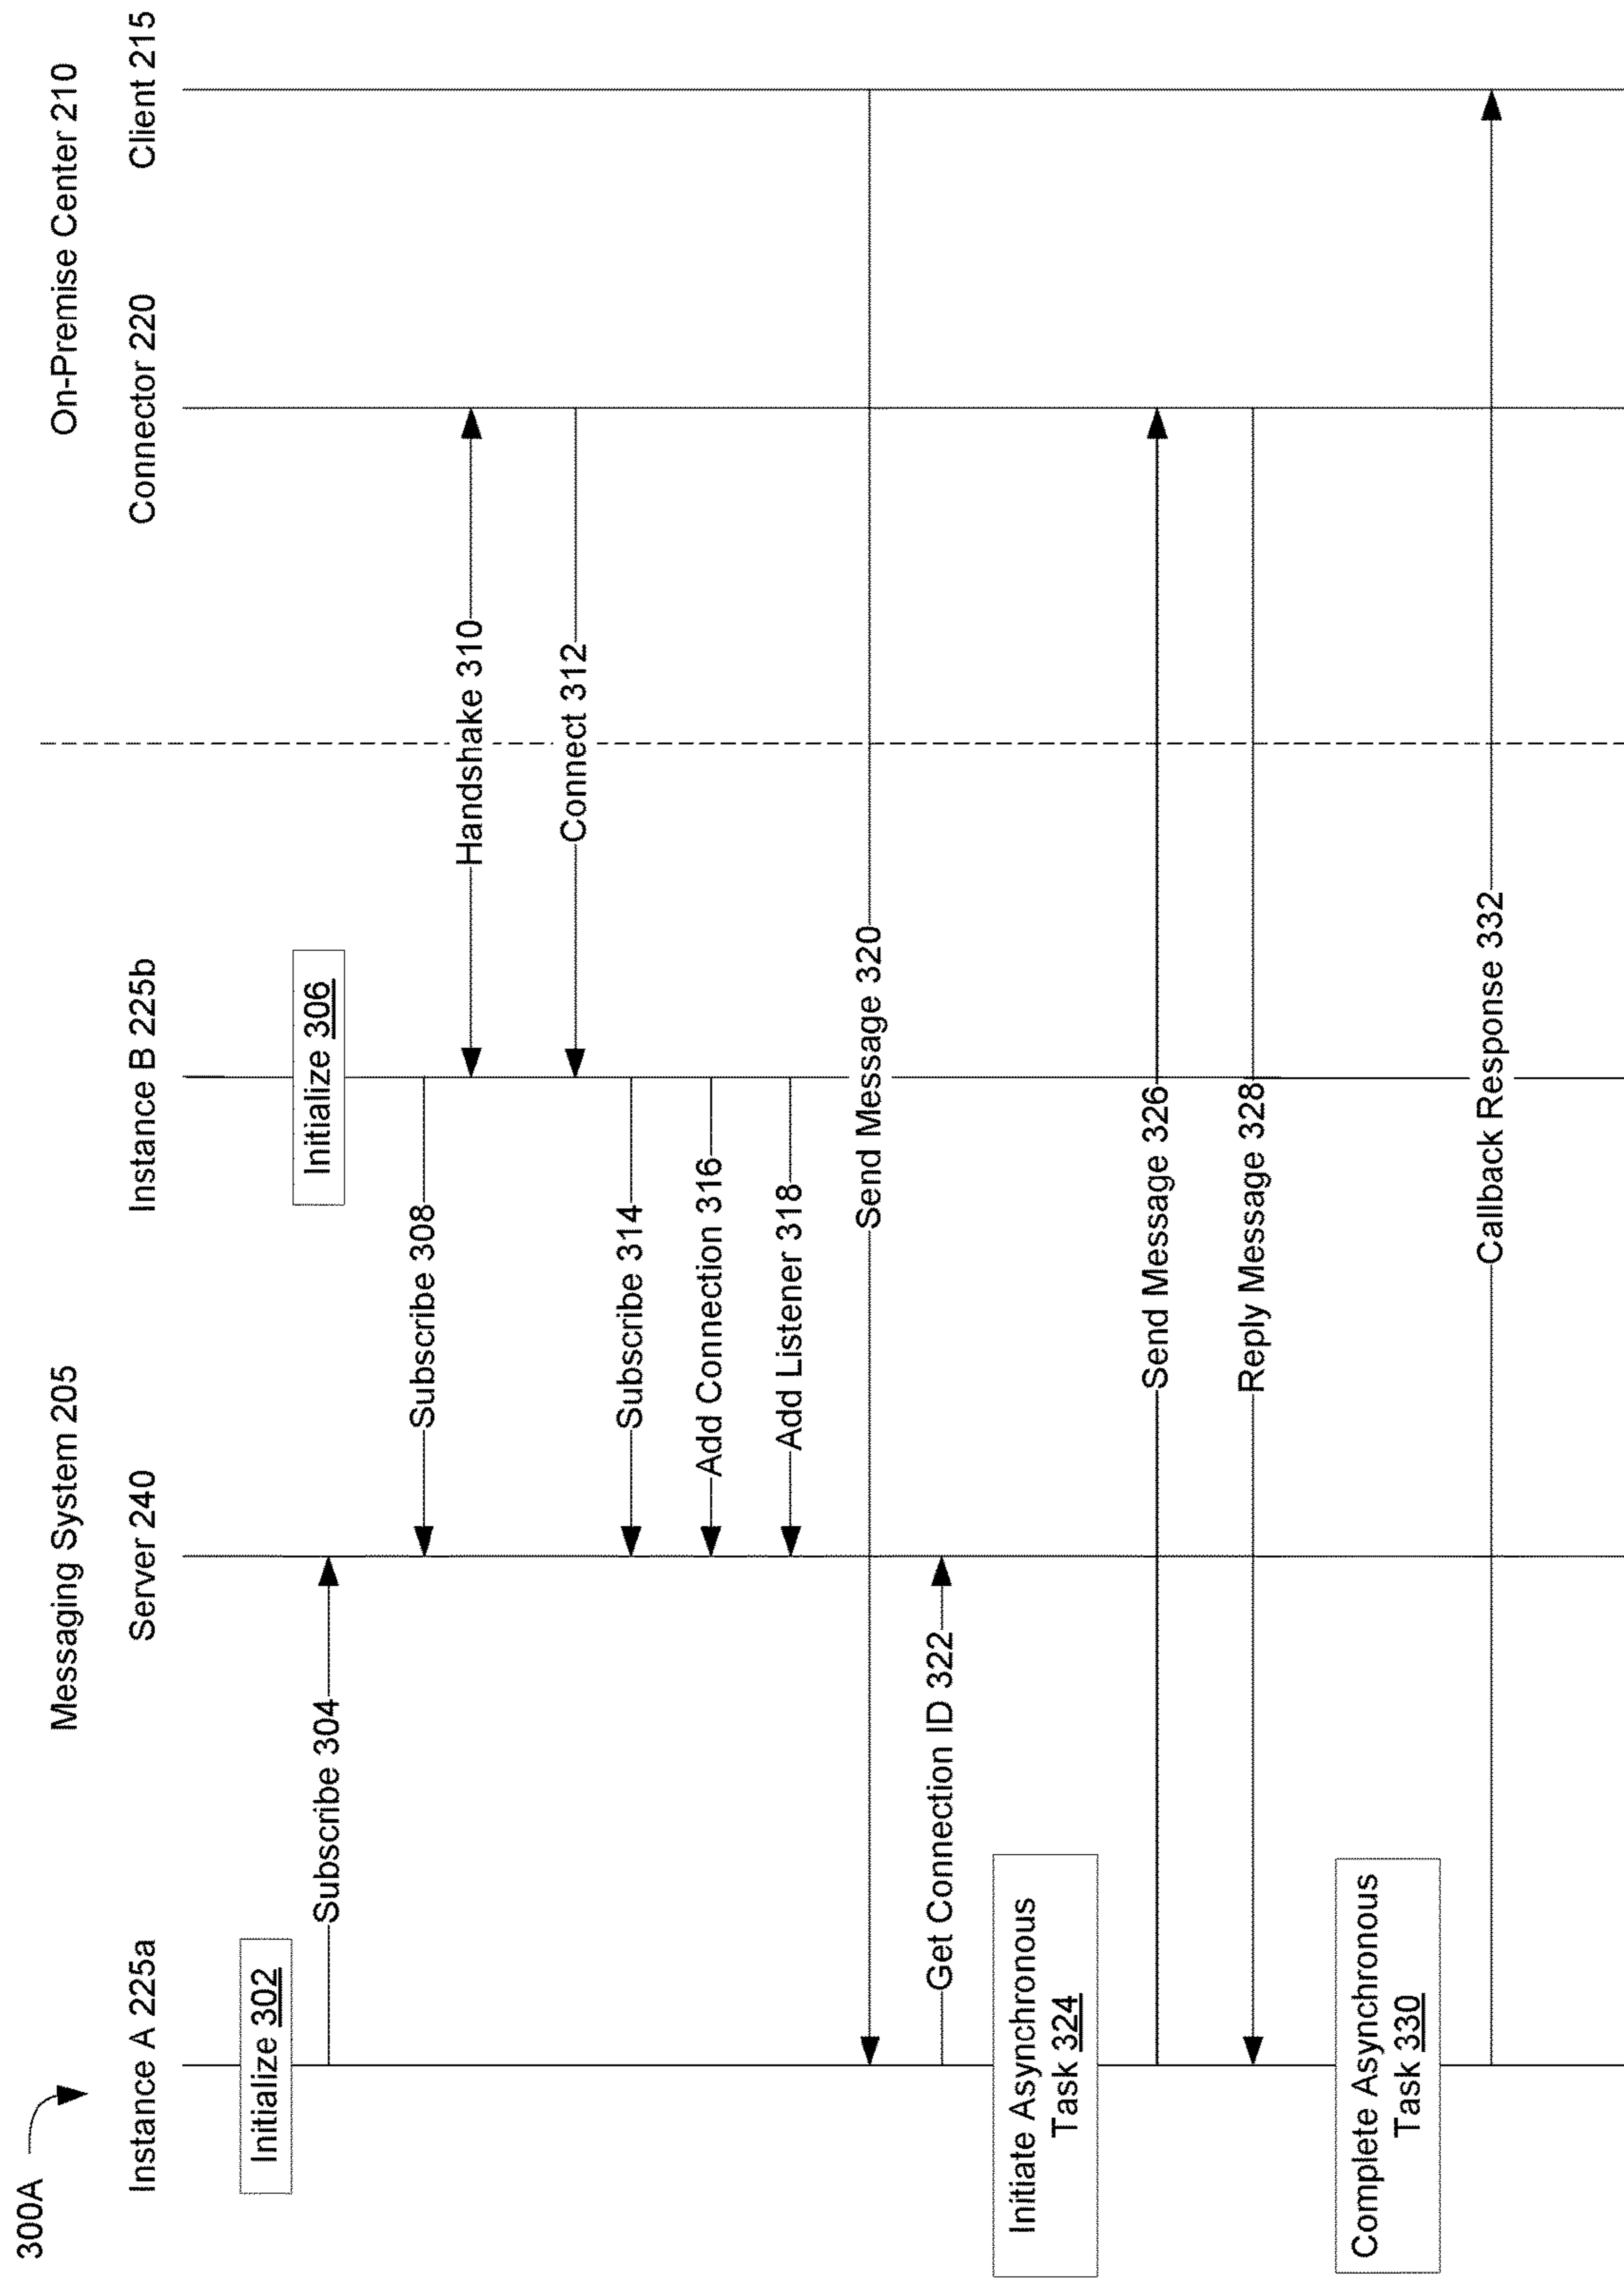 300A
Messaging System 205
On-Premise Center 210
Instance A 225a
Server 240
Instance B 225b
Connector 220
Client 215
Initialize 302
Subscribe 304
Initialize 306
Subscribe 308
Handshake 310
Connect 312
Subscribe 314
Add Connection 316
Add Listener 318
Send Message 320
Get Connection ID 322
Initiate Asynchronous
Task 324
Send Message 326
Reply Message 328
Complete Asynchronous
Task 330
Callback Response 332